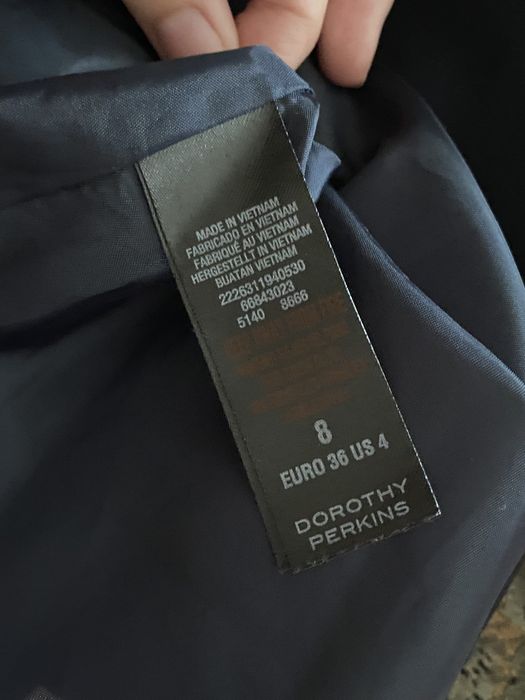 MADE IN VIETNAM
FABRICADO EN VIETNAM
FABRIQUÉ AU VIETNAM
HERGESTELLT IN VIETNAM
BUATAN VIETNAM
2226311940530
88843023
5140 8666
8
EURO 36 US 4
DOROTHY
PERKINS